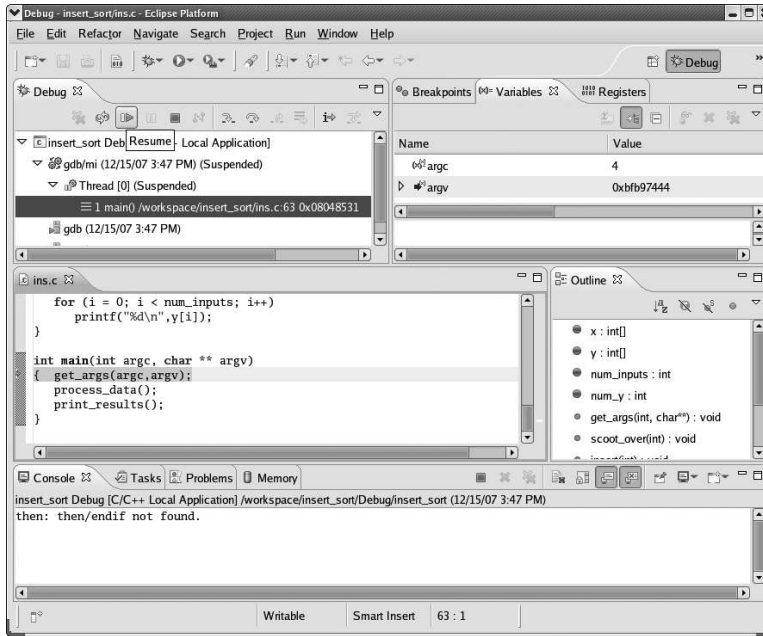 Debug - insert_sort/ins.c - Eclipse Platform
File Edit Refactor Navigate Search Project Run Window Help
Debug
»
Debug
Resume
insert_sort Deb - Local Application]
gdb/mi (12/15/07 3:47 PM) (Suspended)
Thread [0] (Suspended)
1 main() /workspace/insert_sort/ins.c:63 0x08048531
gdb (12/15/07 3:47 PM)
Breakpoints (x)= Variables Registers
Name Value
argc 4
argv 0xbfb97444
ins.c
for (i = 0; i < num_inputs; i++)
printf("%d\n",y[i]);
}
int main(int argc, char ** argv)
{ get_args(argc,argv);
process_data();
print_results();
}
Outline
x : int[]
y : int[]
num_inputs : int
num_y : int
get_args(int, char**) : void
scoot_over(int) : void
Console Tasks Problems Memory
insert_sort Debug [C/C++ Local Application] /workspace/insert_sort/Debug/insert_sort (12/15/07 3:47 PM)
then: then/endif not found.
Writable Smart Insert 63 : 1